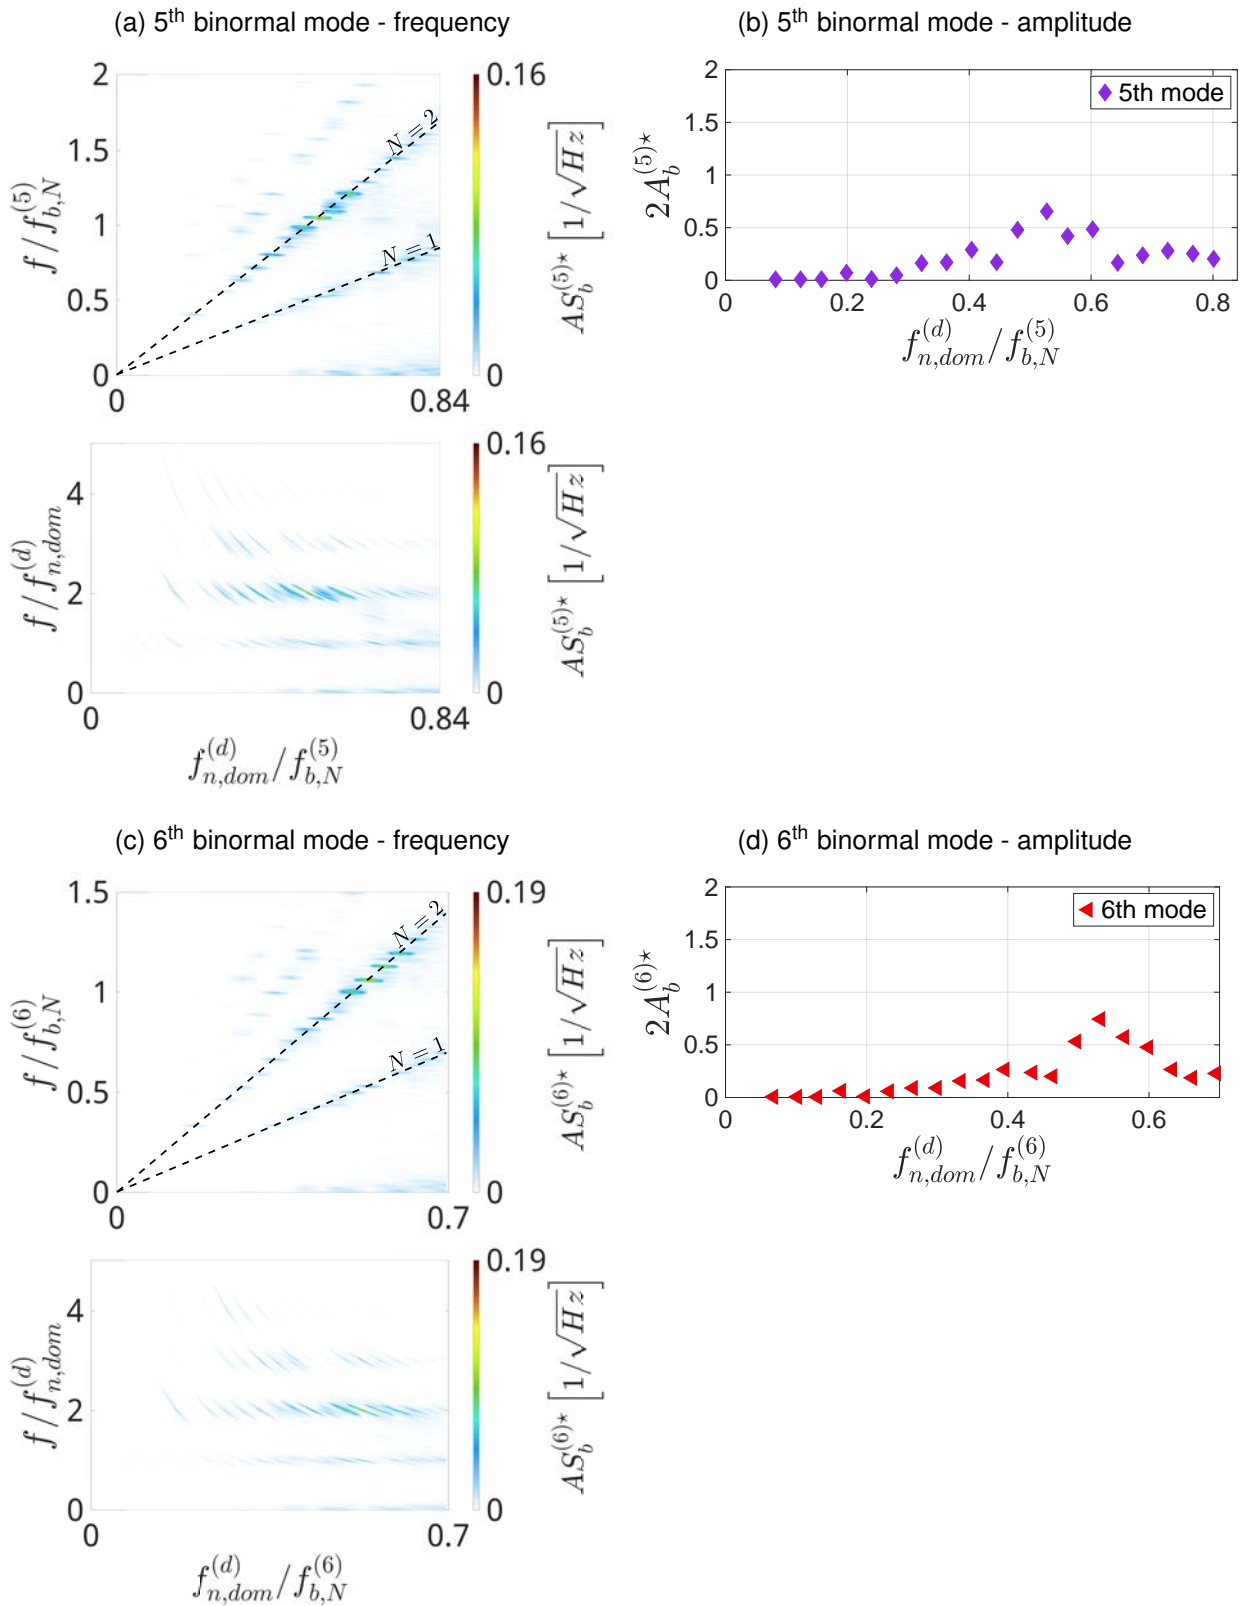 (a) 5th binormal mode - frequency
2
1.5
1
0.5
0
0
0.84
f/f_{b,N}^{(5)}
N = 2
N = 1
0.16
0
AS_b^{(5)⋆} [1/√Hz]
4
2
0
0
0.84
f/f_{n,dom}^{(d)}
f_{n,dom}^{(d)}/f_{b,N}^{(5)}
0.16
0
AS_b^{(5)⋆} [1/√Hz]
(b) 5th binormal mode - amplitude
2
1.5
1
0.5
0
0 0.2 0.4 0.6 0.8
2A_b^{(5)⋆}
5th mode
f_{n,dom}^{(d)}/f_{b,N}^{(5)}
(c) 6th binormal mode - frequency
1.5
1
0.5
0
0
0.7
f/f_{b,N}^{(6)}
N = 2
N = 1
0.19
0
AS_b^{(6)⋆} [1/√Hz]
4
2
0
0
0.7
f/f_{n,dom}^{(d)}
f_{n,dom}^{(d)}/f_{b,N}^{(6)}
0.19
0
AS_b^{(6)⋆} [1/√Hz]
(d) 6th binormal mode - amplitude
2
1.5
1
0.5
0
0 0.2 0.4 0.6
2A_b^{(6)⋆}
6th mode
f_{n,dom}^{(d)}/f_{b,N}^{(6)}